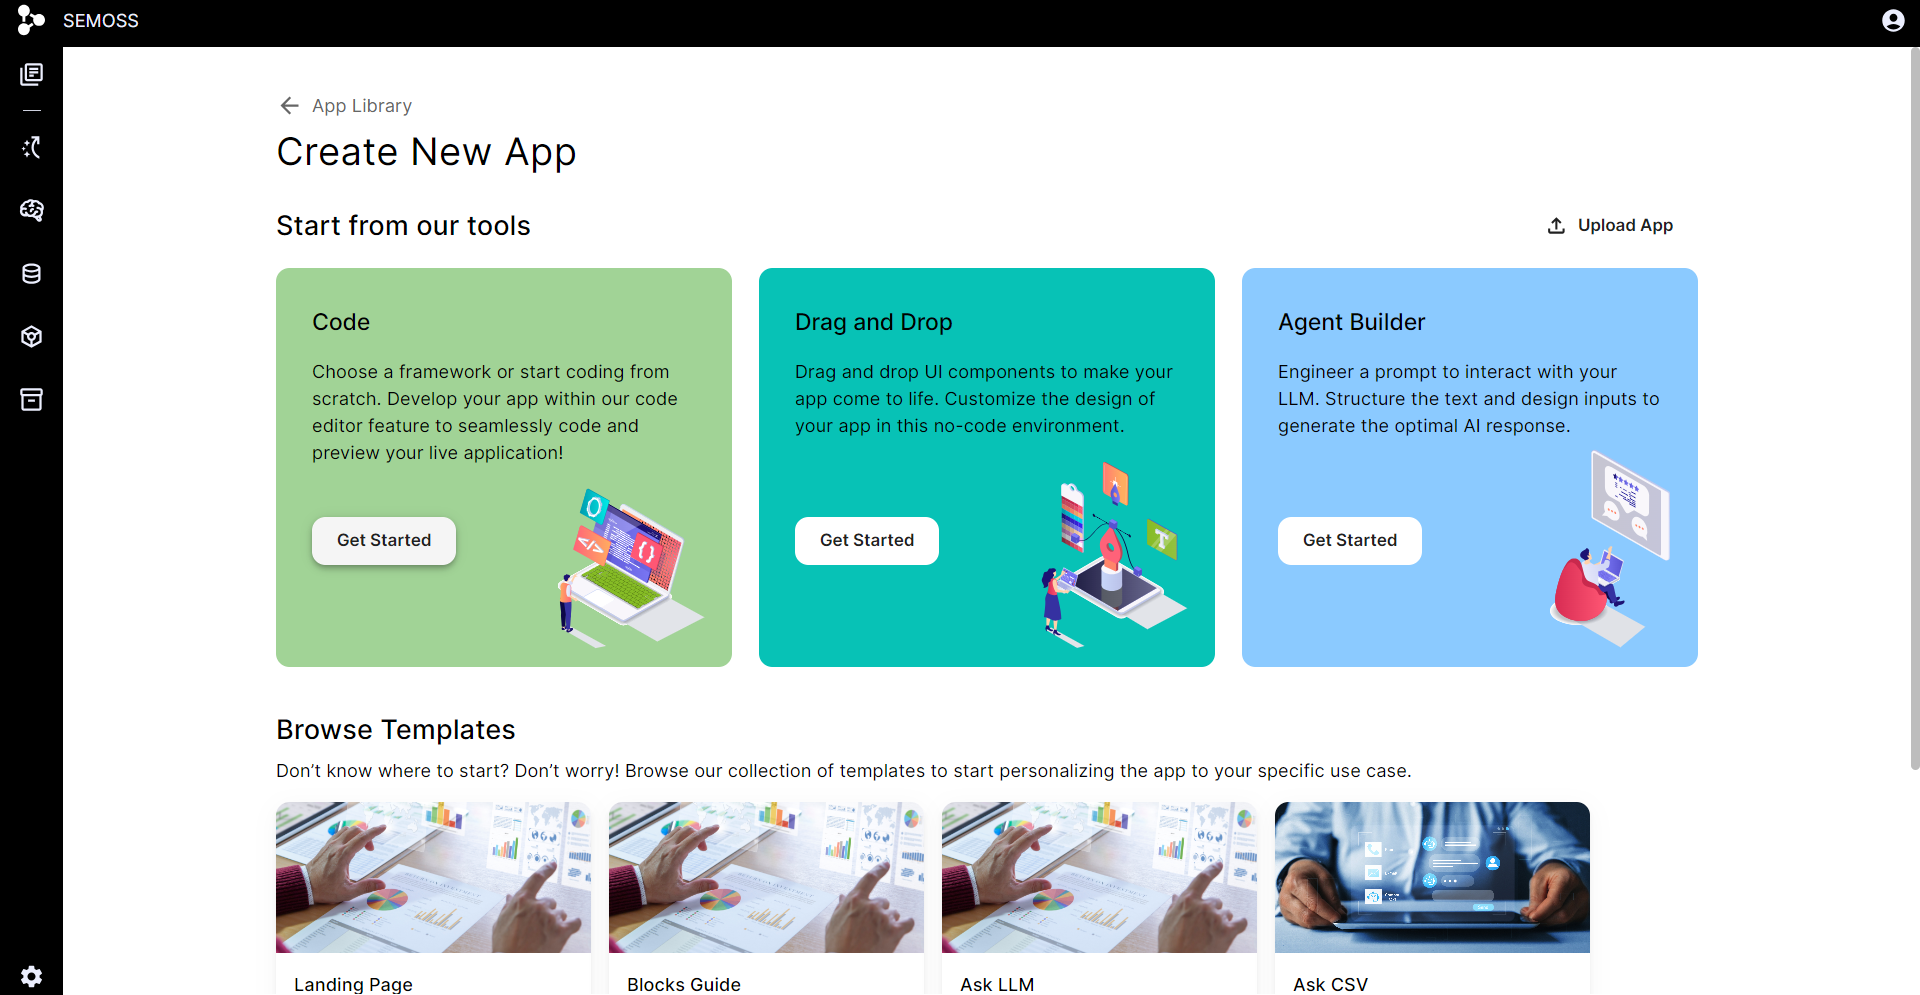 SEMOSS
App Library
Create New App
Start from our tools
Upload App
Code
Choose a framework or start coding from
scratch. Develop your app within our code
editor feature to seamlessly code and
preview your live application!
Get Started
Drag and Drop
Drag and drop UI components to make your
app come to life. Customize the design of
your app in this no-code environment.
Get Started
Agent Builder
Engineer a prompt to interact with your
LLM. Structure the text and design inputs to
generate the optimal AI response.
Get Started
Browse Templates
Don’t know where to start? Don’t worry! Browse our collection of templates to start personalizing the app to your specific use case.
Landing Page
Blocks Guide
Ask LLM
Ask CSV